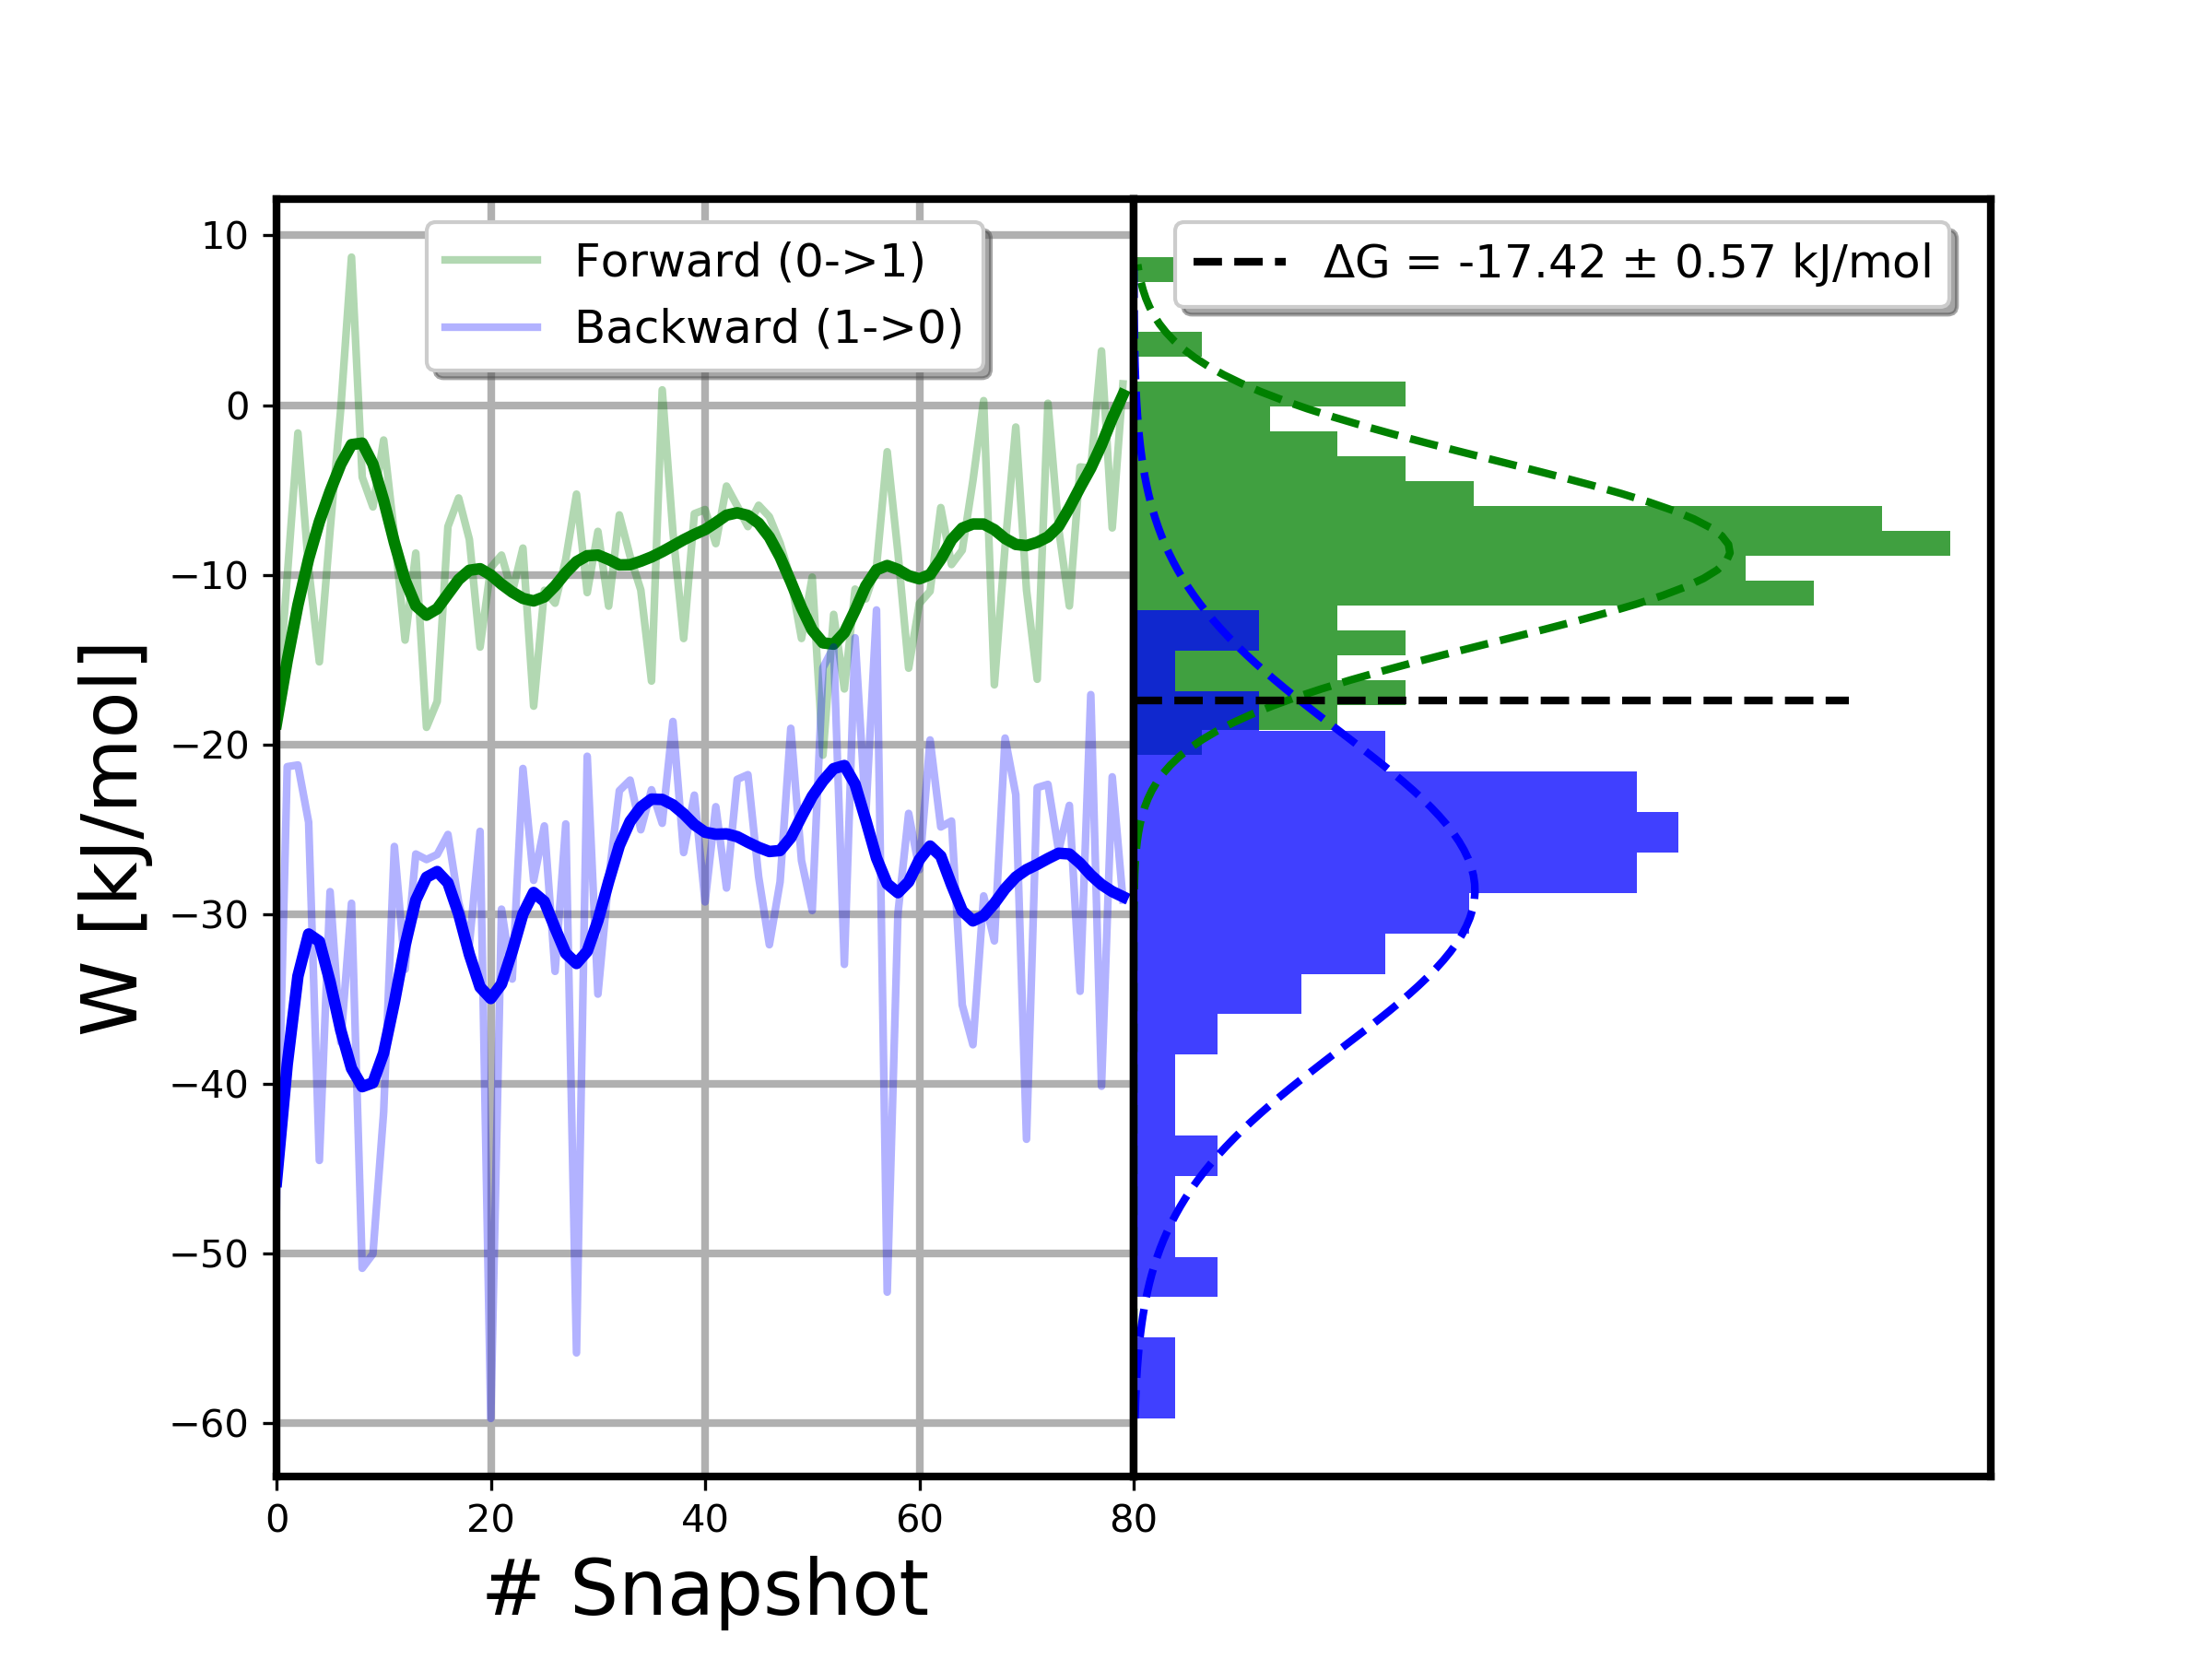 Forward (0->1)
Backward (1->0)
ΔG = -17.42 ± 0.57 kJ/mol
W [kJ/mol]
10
0
−10
−20
−30
−40
−50
−60
0 20 40 60 80
# Snapshot